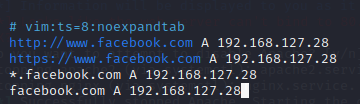 # vim:ts=8:noexpandtab
http://www.facebook.com A 192.168.127.28
https://www.facebook.com A 192.168.127.28
*.facebook.com A 192.168.127.28
facebook.com A 192.168.127.28